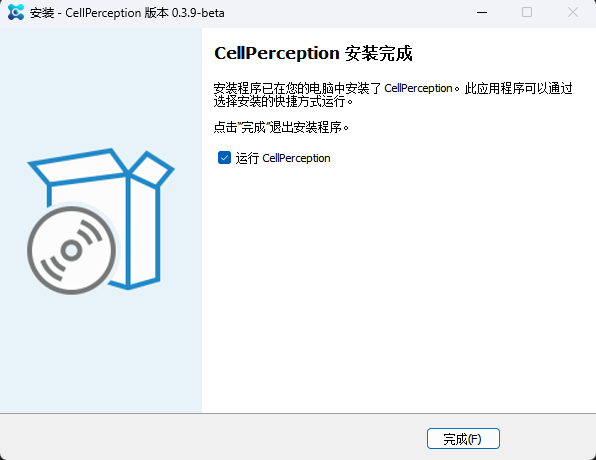 安装 - CellPerception 版本 0.3.9-beta
CellPerception 安装完成
安装程序已在您的电脑中安装了 CellPerception。此应用程序可以通过
选择安装的快捷方式运行。
点击"完成"退出安装程序。
运行 CellPerception
完成(F)